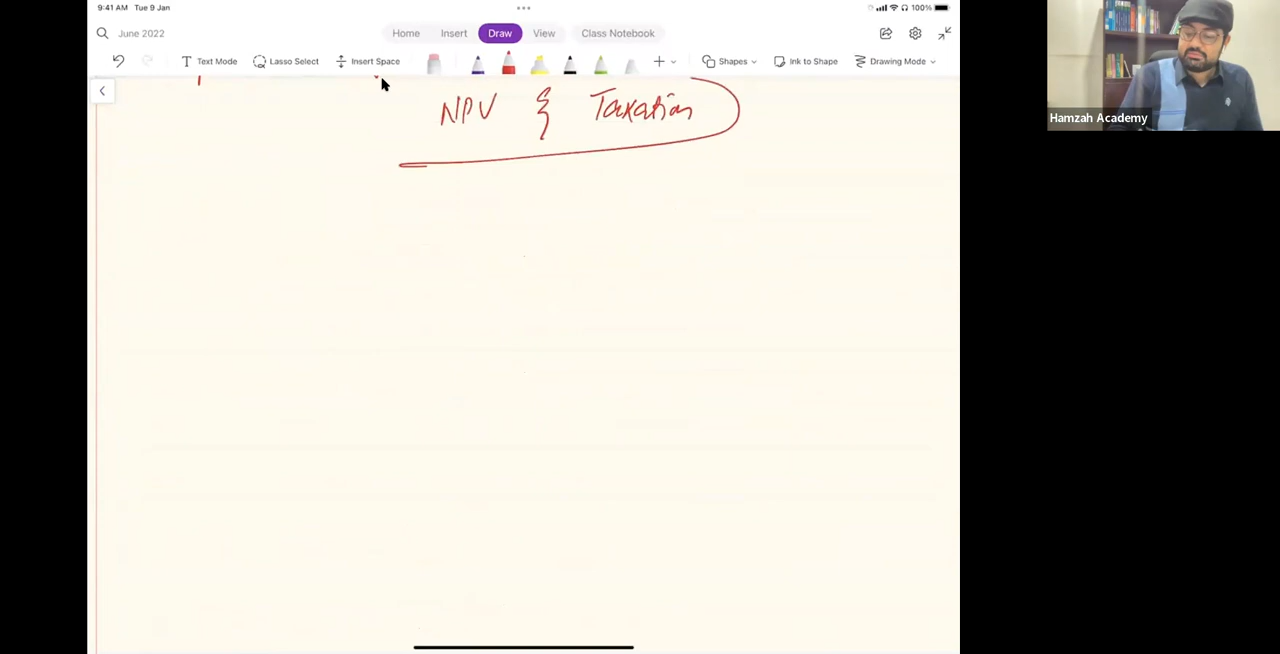 9:41 AM Tue 9 Jan
100%
June 2022
Home Insert Draw View Class Notebook
Text Mode Lasso Select Insert Space Shapes Ink to Shape Drawing Mode
NPV & Taxation
Hamzah Academy